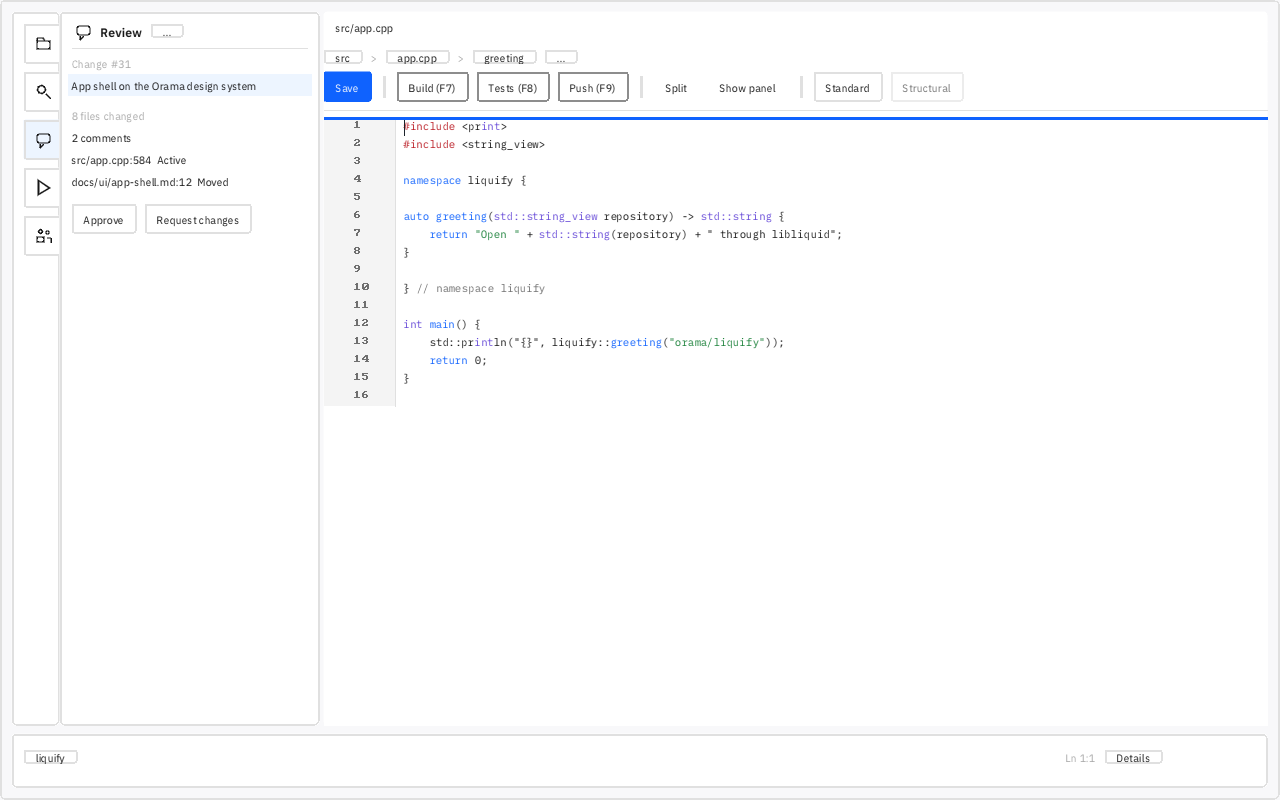 Review ...
Change #31
App shell on the Orama design system
8 files changed
2 comments
src/app.cpp:584 Active
docs/ui/app-shell.md:12 Moved
Approve Request changes
src/app.cpp
src > app.cpp > greeting ...
Save Build (F7) Tests (F8) Push (F9) Split Show panel Standard Structural
1 #include <print>
2 #include <string_view>
3
4 namespace liquify {
5
6 auto greeting(std::string_view repository) -> std::string {
7     return "Open " + std::string(repository) + " through libliquid";
8 }
9
10 } // namespace liquify
11
12 int main() {
13     std::println("{}", liquify::greeting("orama/liquify"));
14     return 0;
15 }
16
liquify Ln 1:1 Details